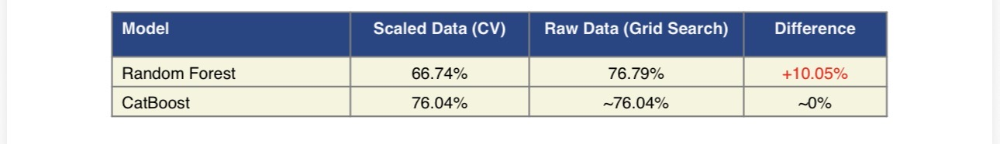 Model Scaled Data (CV) Raw Data (Grid Search) Difference
Random Forest 66.74% 76.79% +10.05%
CatBoost 76.04% ~76.04% ~0%